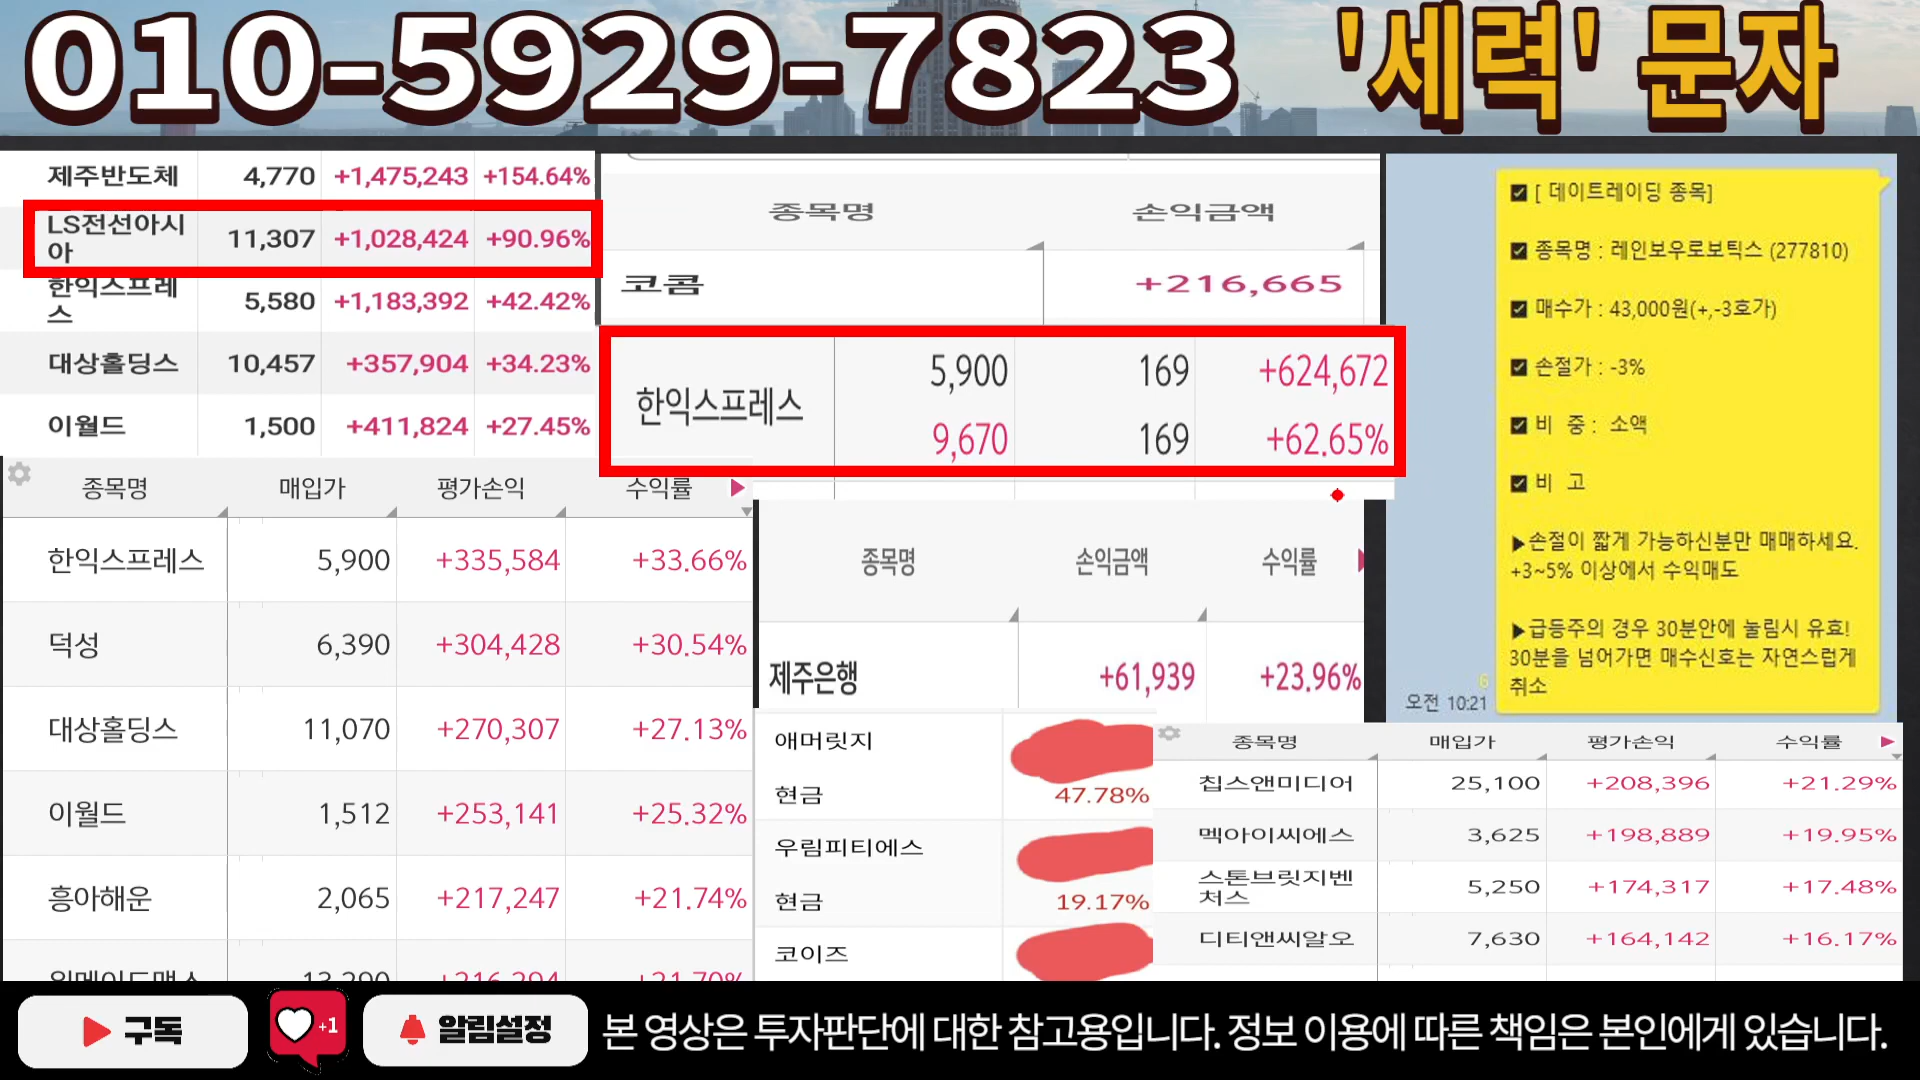 010-5929-7823 '세력' 문자
제주반도체 4,770 +1,475,243 +154.64%
LS전선아시아 11,307 +1,028,424 +90.96%
한익스프레스 5,580 +1,183,392 +42.42%
대상홀딩스 10,457 +357,904 +34.23%
이월드 1,500 +411,824 +27.45%
종목명 손익금액
코콤 +216,665
한익스프레스 5,900 169 +624,672
9,670 169 +62.65%
[ 데이트레이딩 종목]
종목명 : 레인보우로보틱스 (277810)
매수가 : 43,000원(+,-3호가)
손절가 : -3%
비 중 : 소액
비 고
▶손절이 짧게 가능하신분만 매매하세요.
+3~5% 이상에서 수익매도
▶급등주의 경우 30분안에 눌림시 유효!
30분을 넘어가면 매수신호는 자연스럽게
취소
6
오전 10:21
종목명 매입가 평가손익 수익률
한익스프레스 5,900 +335,584 +33.66%
덕성 6,390 +304,428 +30.54%
대상홀딩스 11,070 +270,307 +27.13%
이월드 1,512 +253,141 +25.32%
흥아해운 2,065 +217,247 +21.74%
종목명 손익금액 수익률
제주은행 +61,939 +23.96%
애머릿지
현금 47.78%
우림피티에스
현금 19.17%
코이즈
종목명 매입가 평가손익 수익률
칩스앤미디어 25,100 +208,396 +21.29%
멕아이씨에스 3,625 +198,889 +19.95%
스톤브릿지벤처스 5,250 +174,317 +17.48%
디티앤씨알오 7,630 +164,142 +16.17%
구독 +1 알림설정 본 영상은 투자판단에 대한 참고용입니다. 정보 이용에 따른 책임은 본인에게 있습니다.